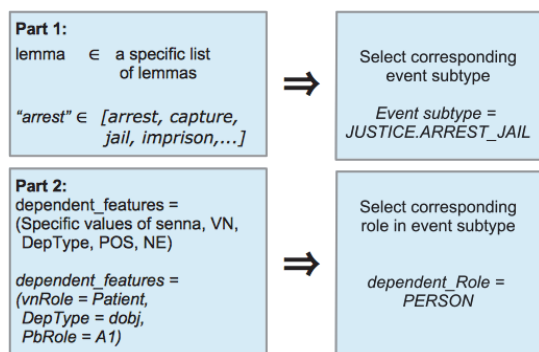 Part 1:
lemma ∈ a specific list
of lemmas
"arrest" ∈ [arrest, capture,
jail, imprison,...]
⇒
Select corresponding
event subtype
Event subtype =
JUSTICE.ARREST_JAIL
Part 2:
dependent_features =
(Specific values of senna, VN,
DepType, POS, NE)
dependent_features =
(vnRole = Patient,
DepType = dobj,
PbRole = A1)
⇒
Select corresponding
role in event subtype
dependent_Role =
PERSON